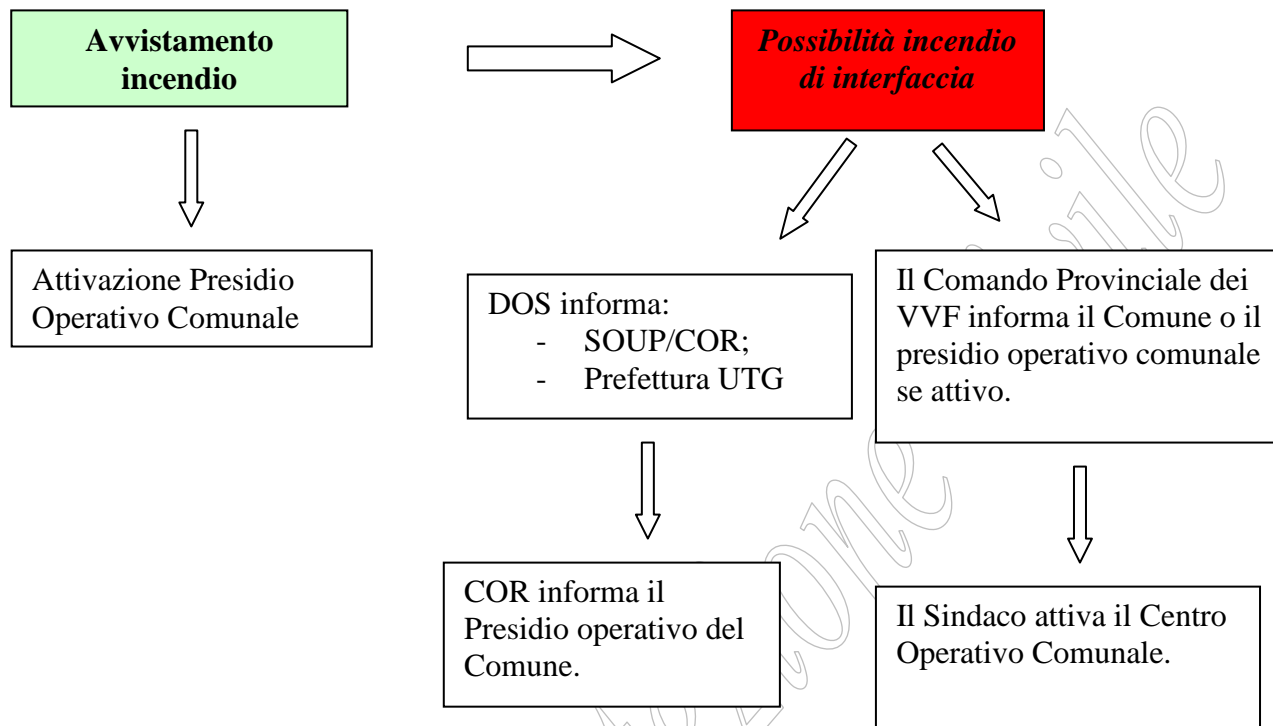 Avvistamento
incendio
Possibilità incendio
di interfaccia
Attivazione Presidio
Operativo Comunale
DOS informa:
- SOUP/COR;
- Prefettura UTG
Il Comando Provinciale dei
VVF informa il Comune o il
presidio operativo comunale
se attivo.
COR informa il
Presidio operativo del
Comune.
Il Sindaco attiva il Centro
Operativo Comunale.